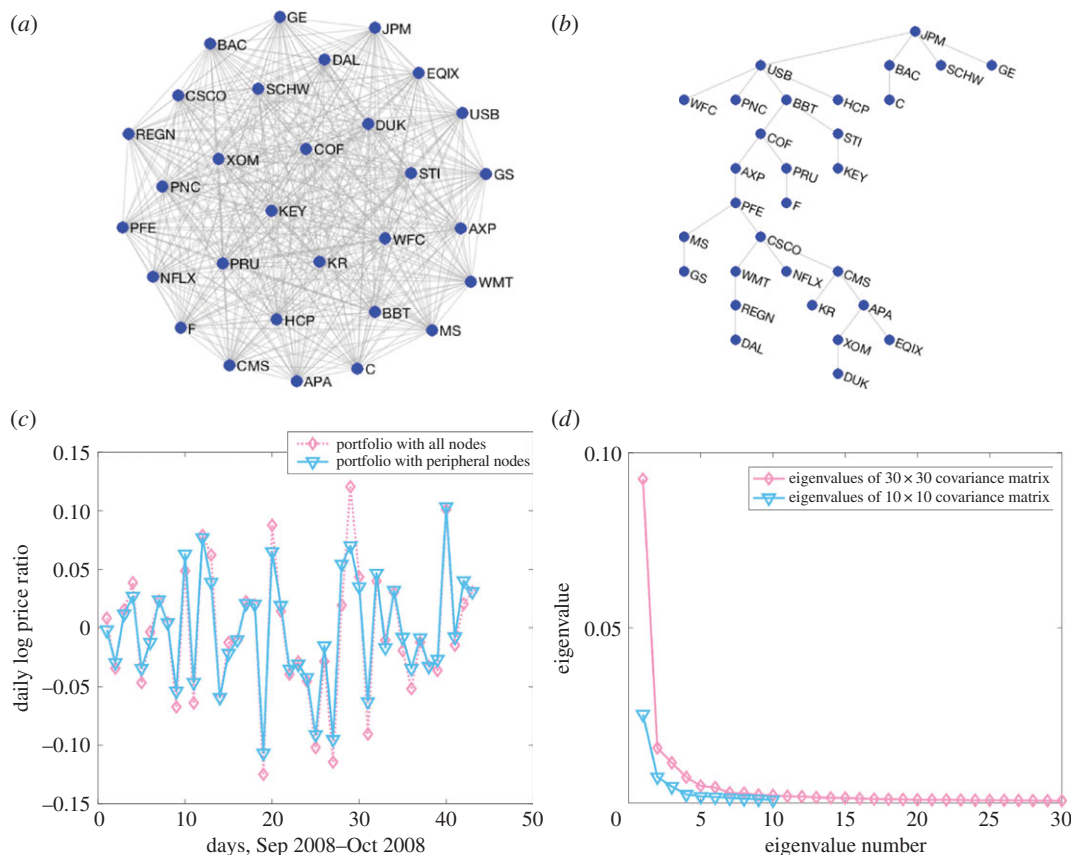 (a)
GE
JPM
BAC
DAL
EQIX
SCHW
CSCO
USB
DUK
REGN
COF
XOM
STI
GS
PNC
KEY
PFE
AXP
WFC
PRU
KR
NFLX
WMT
BBT
HCP
F
MS
CMS
C
APA
(b)
JPM
USB
BAC
SCHW
GE
WFC
PNC
BBT
HCP
C
COF
STI
AXP
PRU
KEY
PFE
F
MS
CSCO
GS
WMT
NFLX
CMS
REGN
KR
APA
DAL
XOM
EQIX
DUK
(c)
portfolio with all nodes
portfolio with peripheral nodes
0.15
0.10
0.05
0
–0.05
–0.10
–0.15
daily log price ratio
0 10 20 30 40 50
days, Sep 2008–Oct 2008
(d)
eigenvalues of 30 × 30 covariance matrix
eigenvalues of 10 × 10 covariance matrix
0.10
0.05
eigenvalue
0 5 10 15 20 25 30
eigenvalue number